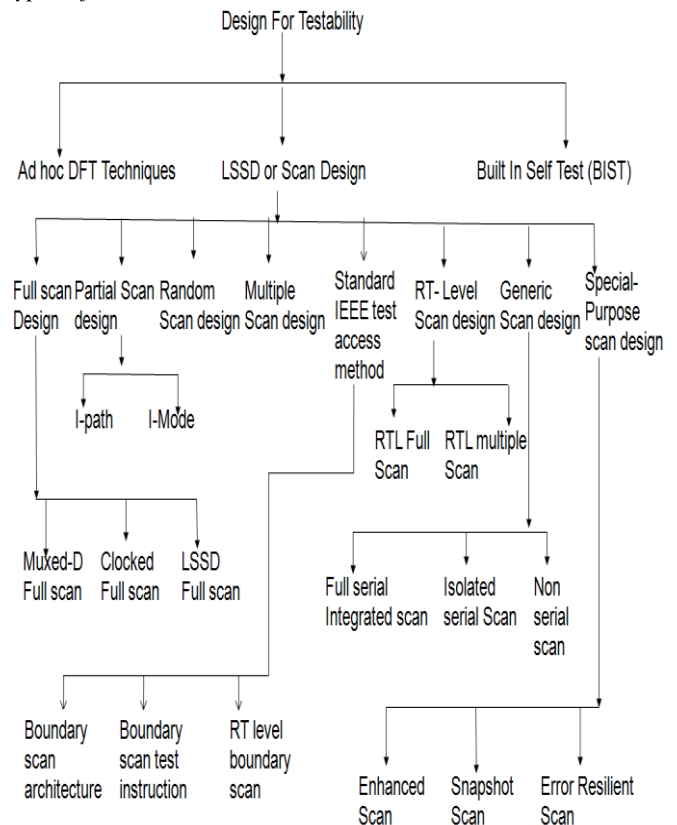 Design For Testability
Ad hoc DFT Techniques
LSSD or Scan Design
Built In Self Test (BIST)
Full scan
Design
Partial Scan
design
Random
Scan design
Multiple
Scan design
Standard
IEEE test
access
method
RT- Level
Scan design
Generic
Scan design
Special-
Purpose
scan design
I-path
I-Mode
RTL Full
Scan
RTL multiple
Scan
Muxed-D
Full scan
Clocked
Full scan
LSSD
Full scan
Full serial
Integrated scan
Isolated
serial Scan
Non
serial
scan
Boundary
scan
architecture
Boundary
scan test
instruction
RT level
boundary
scan
Enhanced
Scan
Snapshot
Scan
Error Resilient
Scan